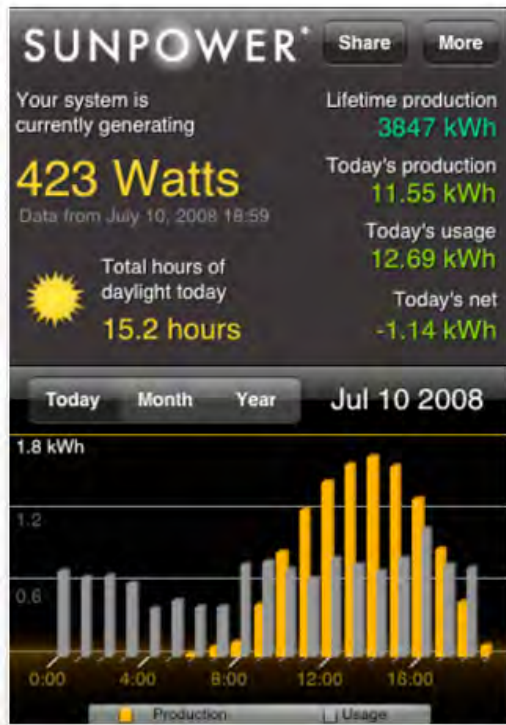 SUNPOWER®
Share
More
Your system is
currently generating
423 Watts
Data from July 10, 2008 18:59
Total hours of
daylight today
15.2 hours
Lifetime production
3847 kWh
Today's production
11.55 kWh
Today's usage
12.69 kWh
Today's net
-1.14 kWh
Today
Month
Year
Jul 10 2008
1.8 kWh
1.2
0.6
0:00 4:00 8:00 12:00 16:00
Production
Usage